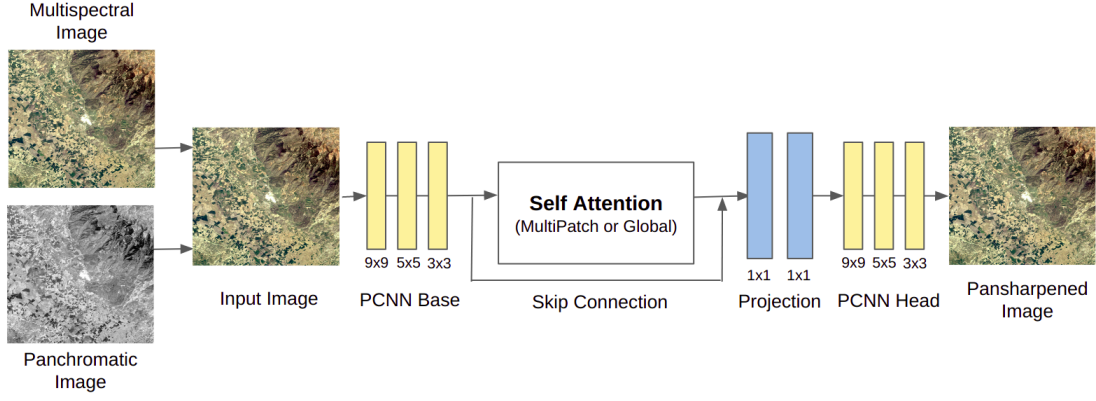 Multispectral
Image
Panchromatic
Image
Input Image
9x9 5x5 3x3
PCNN Base
Self Attention
(MultiPatch or Global)
Skip Connection
1x1 1x1
Projection
9x9 5x5 3x3
PCNN Head
Pansharpened
Image